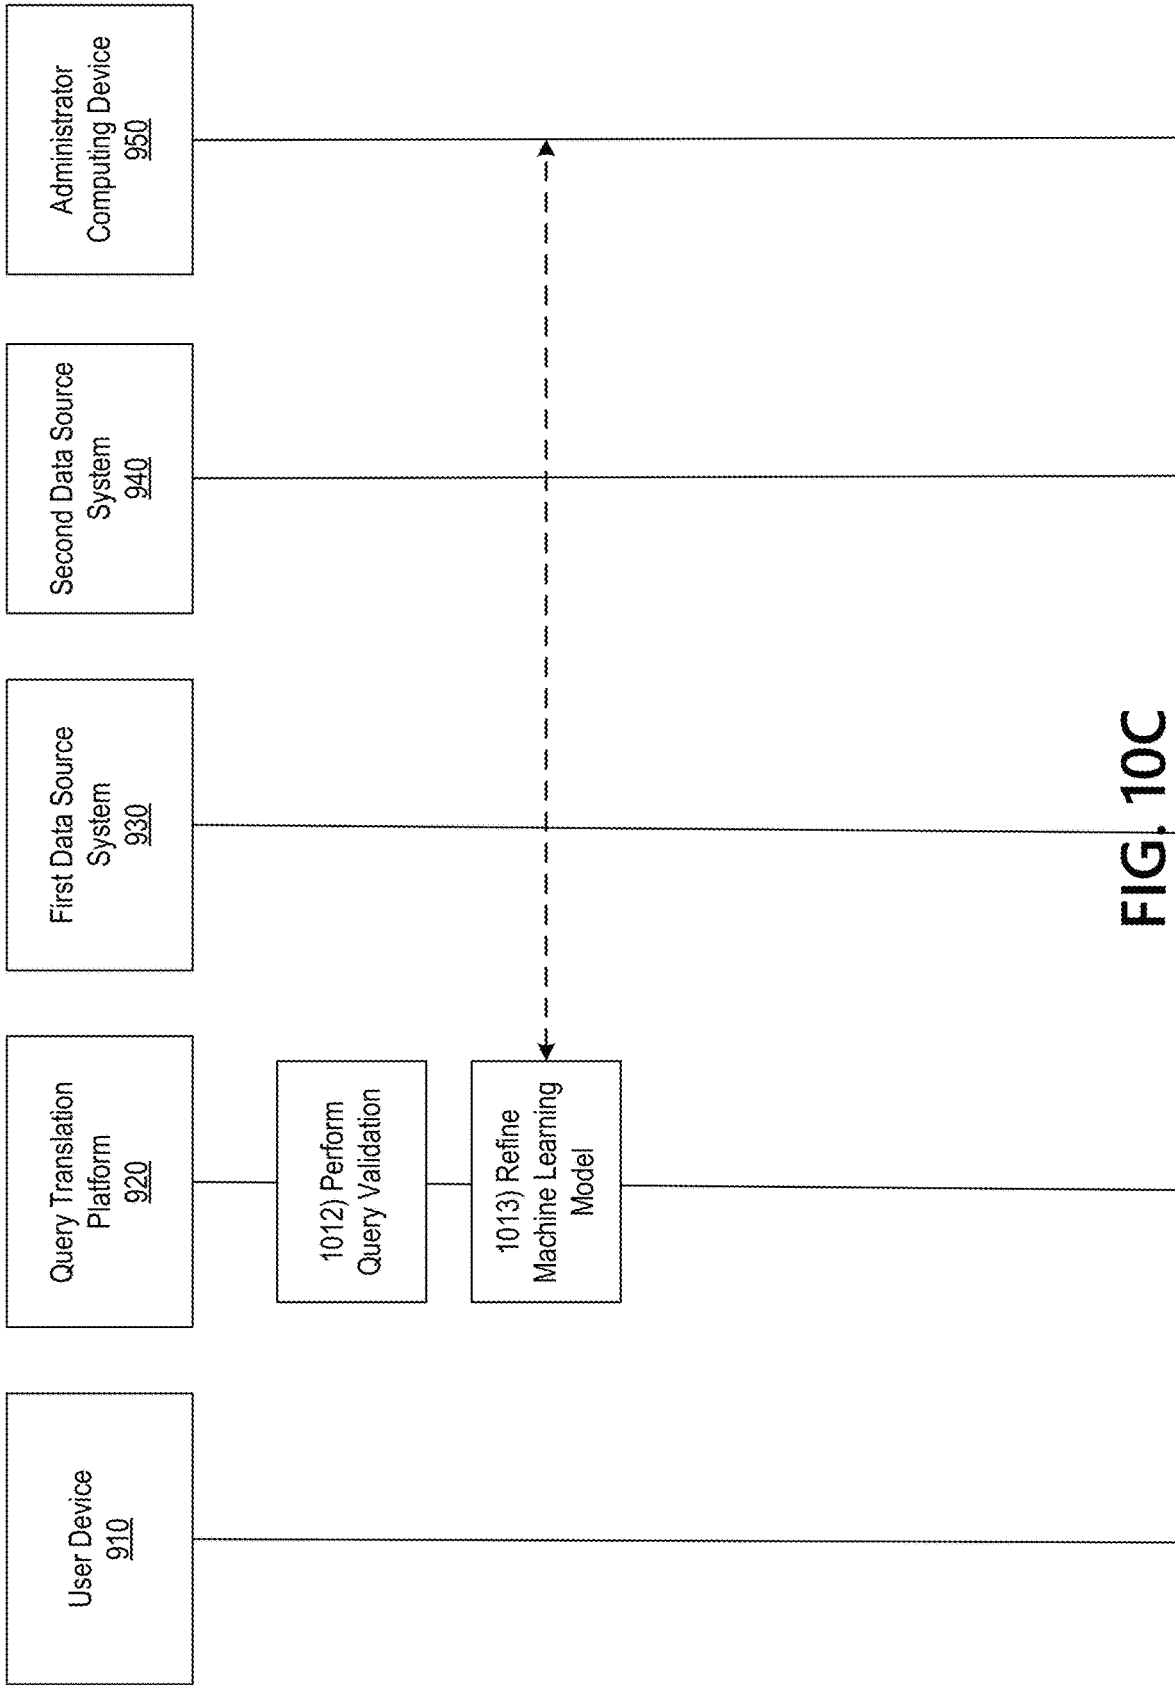 User Device
910
Query Translation
Platform
920
First Data Source
System
930
Second Data Source
System
940
Administrator
Computing Device
950
1012) Perform
Query Validation
1013) Refine
Machine Learning
Model
FIG. 10C